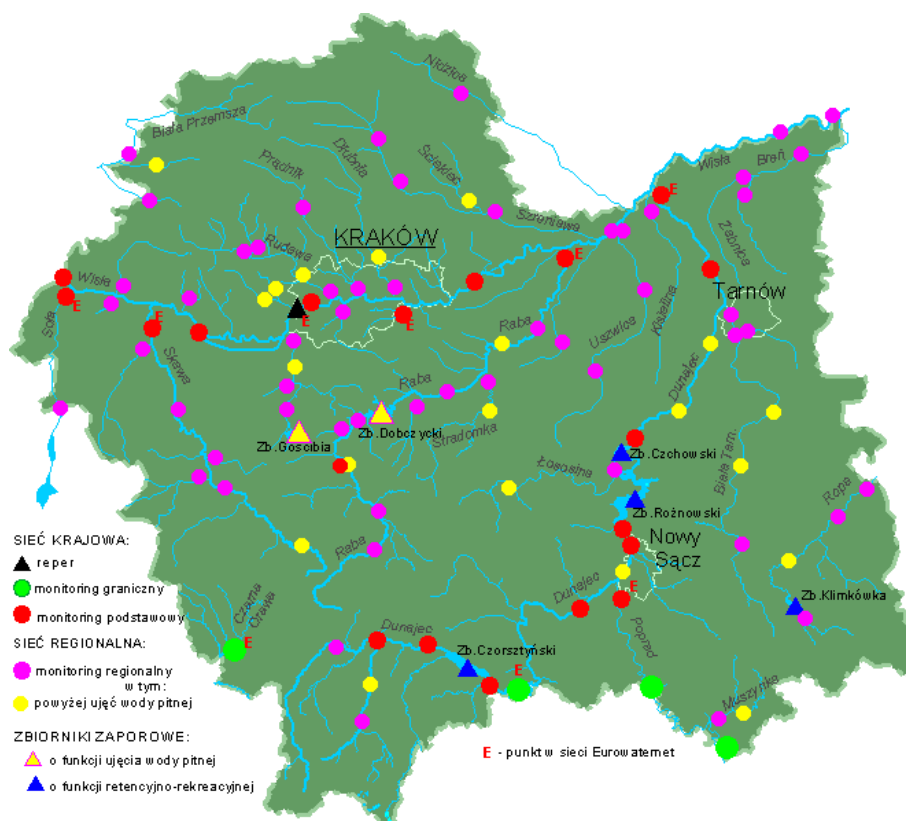 Nidzica
Biała Przemsza
Dłubnia
Ścieklec
Prądnik
Wisła
Breń
Szreniawa
Żabnica
E
KRAKÓW
Rudawa
E
Wisła
E
Tarnów
E
E
E
Soła
Raba
Uszwica
Kisielina
Skawa
Dunajec
Raba
Stradomka
Zb.Dobczycki
Zb.Gościbia
Zb.Czchowski
Łososina
Biała Tarn.
Ropa
Zb.Rożnowski
Nowy
Sącz
Raba
SIEĆ KRAJOWA:
reper
monitoring graniczny
monitoring podstawowy
SIEĆ REGIONALNA:
monitoring regionalny
w tym:
powyżej ujęć wody pitnej
ZBIORNIKI ZAPOROWE:
o funkcji ujęcia wody pitnej
o funkcji retencyjno-rekreacyjnej
Dunajec
E
Zb.Klimkówka
Czarna
Orawa
E
Dunajec
Zb.Czorsztyński
E
Poprad
Muszynka
E - punkt w sieci Eurowaternet